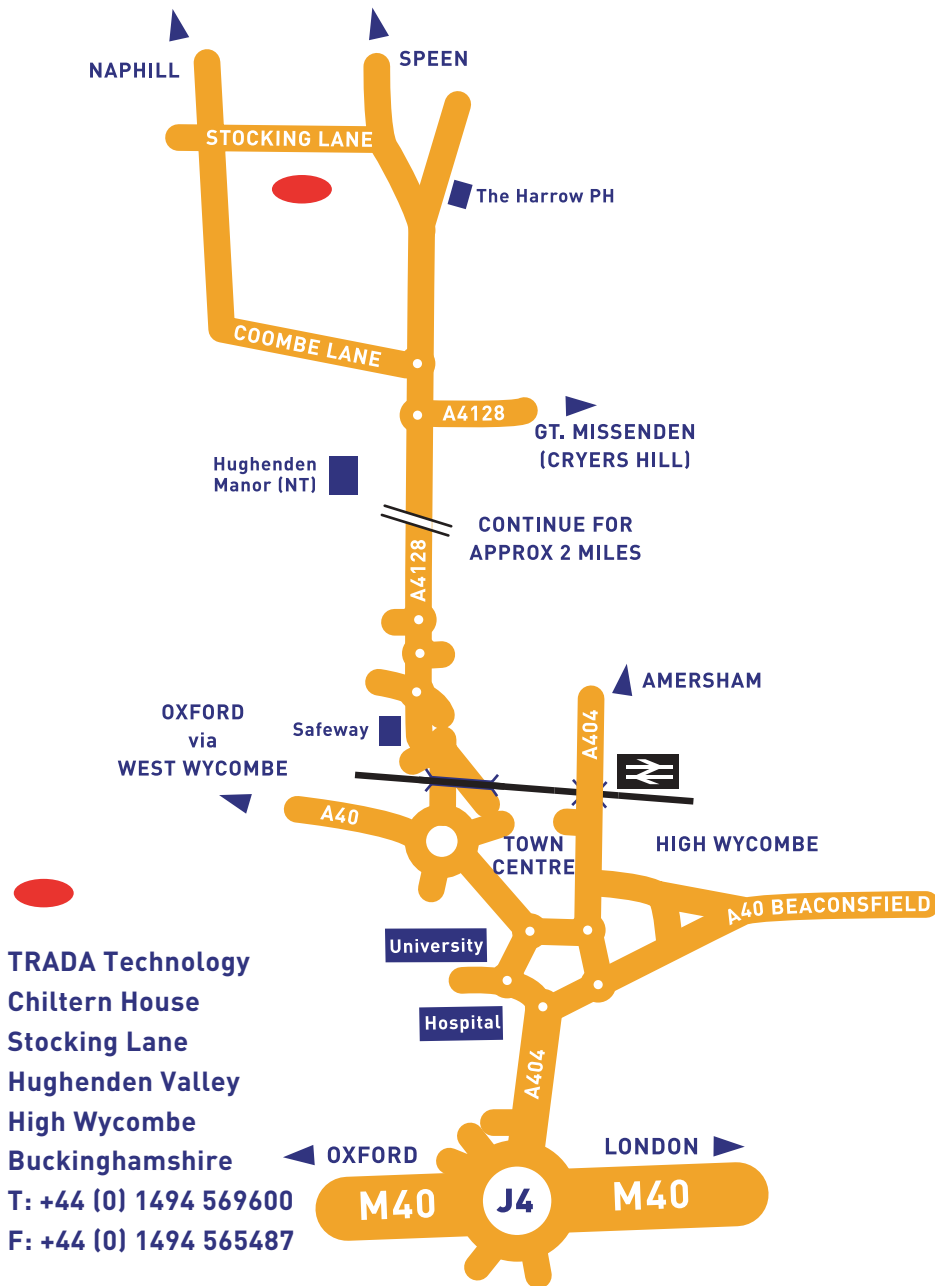 NAPHILL
SPEEN
STOCKING LANE
The Harrow PH
COOMBE LANE
A4128
GT. MISSENDEN
(CRYERS HILL)
Hughenden
Manor (NT)
CONTINUE FOR
APPROX 2 MILES
A4128
AMERSHAM
OXFORD
via
WEST WYCOMBE
Safeway
A404
A40
TOWN
CENTRE
HIGH WYCOMBE
A40 BEACONSFIELD
University
Hospital
A404
TRADA Technology
Chiltern House
Stocking Lane
Hughenden Valley
High Wycombe
Buckinghamshire
T: +44 (0) 1494 569600
F: +44 (0) 1494 565487
OXFORD
LONDON
M40
J4
M40